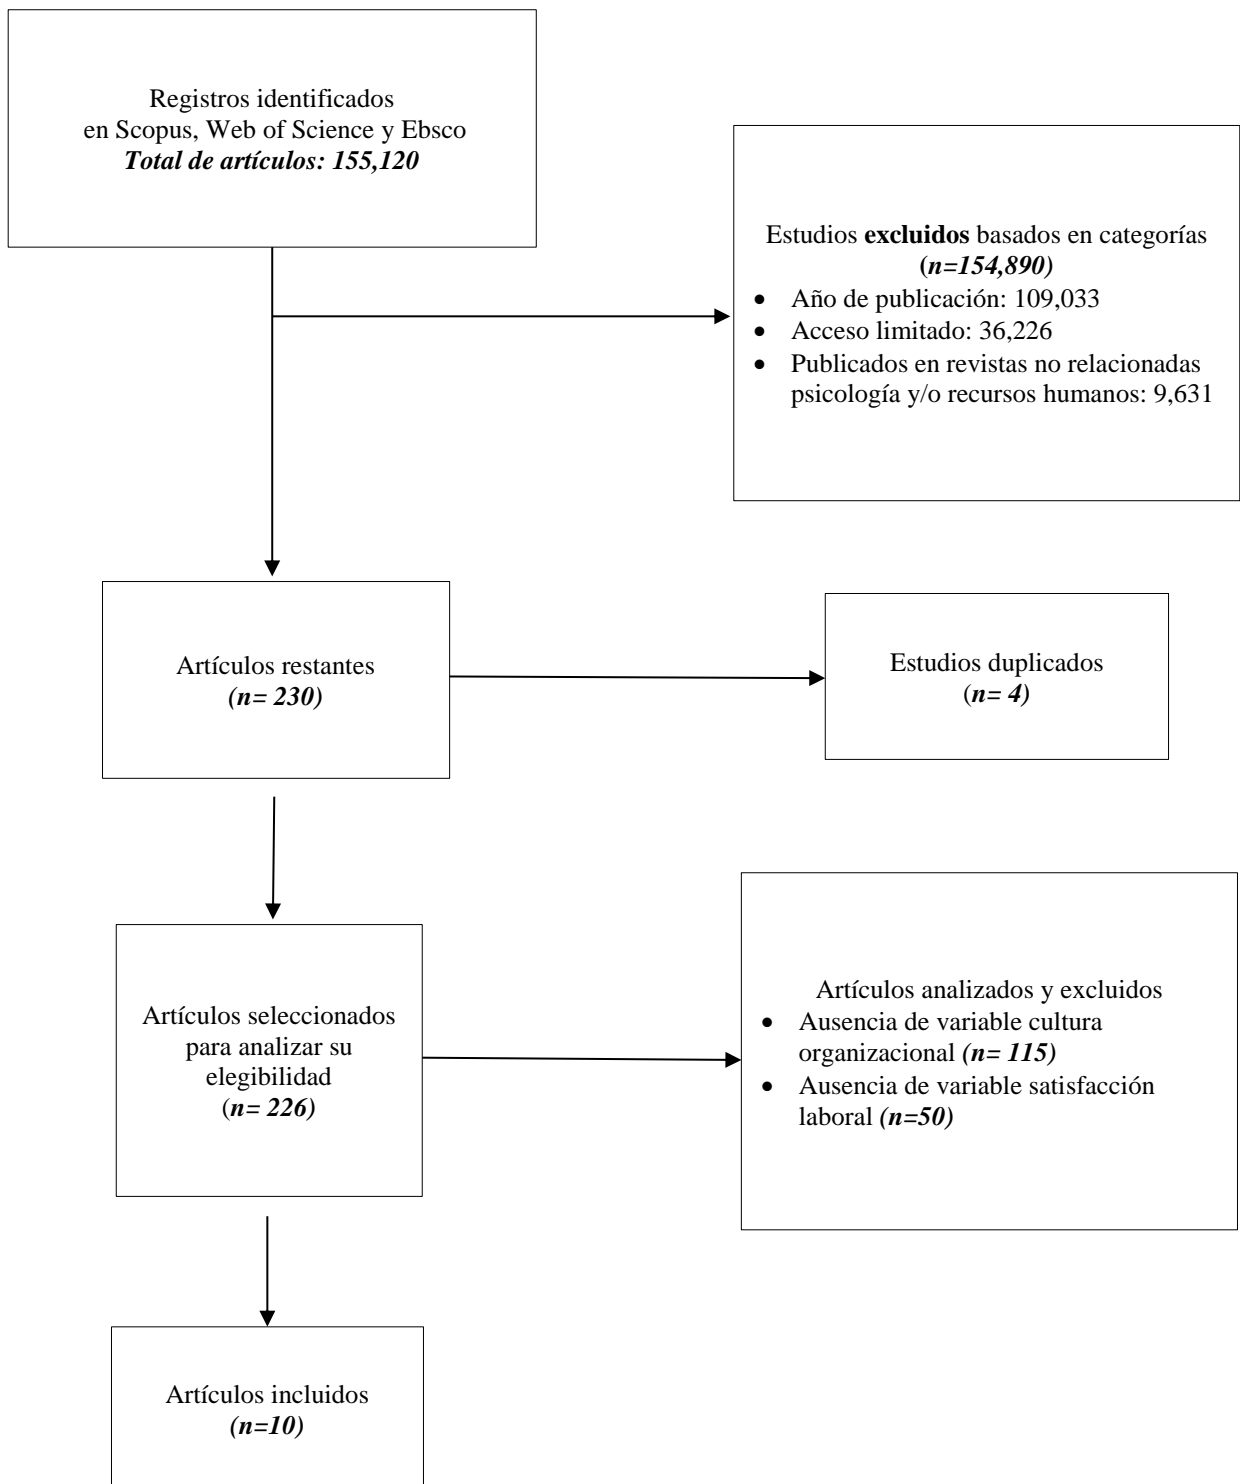 Registros identificados
en Scopus, Web of Science y Ebsco
Total de artículos: 155,120
Estudios excluidos basados en categorías
(n=154,890)
• Año de publicación: 109,033
• Acceso limitado: 36,226
• Publicados en revistas no relacionadas
psicología y/o recursos humanos: 9,631
Artículos restantes
(n= 230)
Estudios duplicados
(n= 4)
Artículos seleccionados
para analizar su
elegibilidad
(n= 226)
Artículos analizados y excluidos
• Ausencia de variable cultura
organizacional (n= 115)
• Ausencia de variable satisfacción
laboral (n=50)
Artículos incluidos
(n=10)